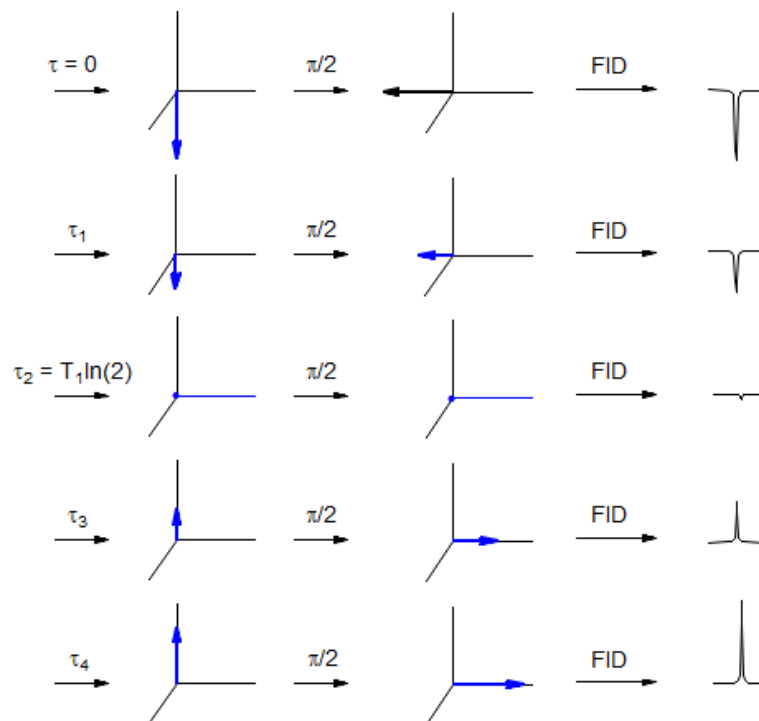 τ = 0 π/2 FID
τ₁ π/2 FID
τ₂ = T₁ln(2) π/2 FID
τ₃ π/2 FID
τ₄ π/2 FID